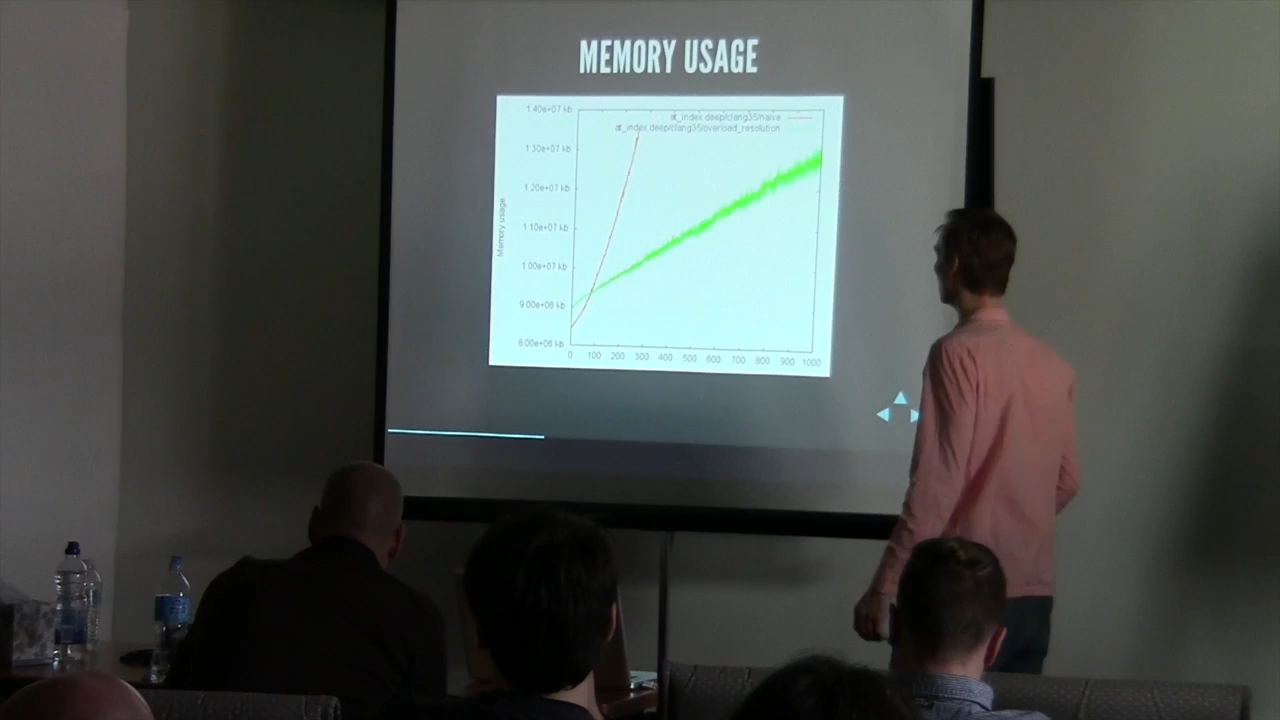 MEMORY USAGE
1.40e+07 kb
at_index.deep/clang35/naive
at_index.deep/clang35/overload_resolution
1.30e+07 kb
1.20e+07 kb
Memory usage
1.10e+07 kb
1.00e+07 kb
9.00e+06 kb
8.00e+06 kb
0 100 200 300 400 500 600 700 800 900 1000